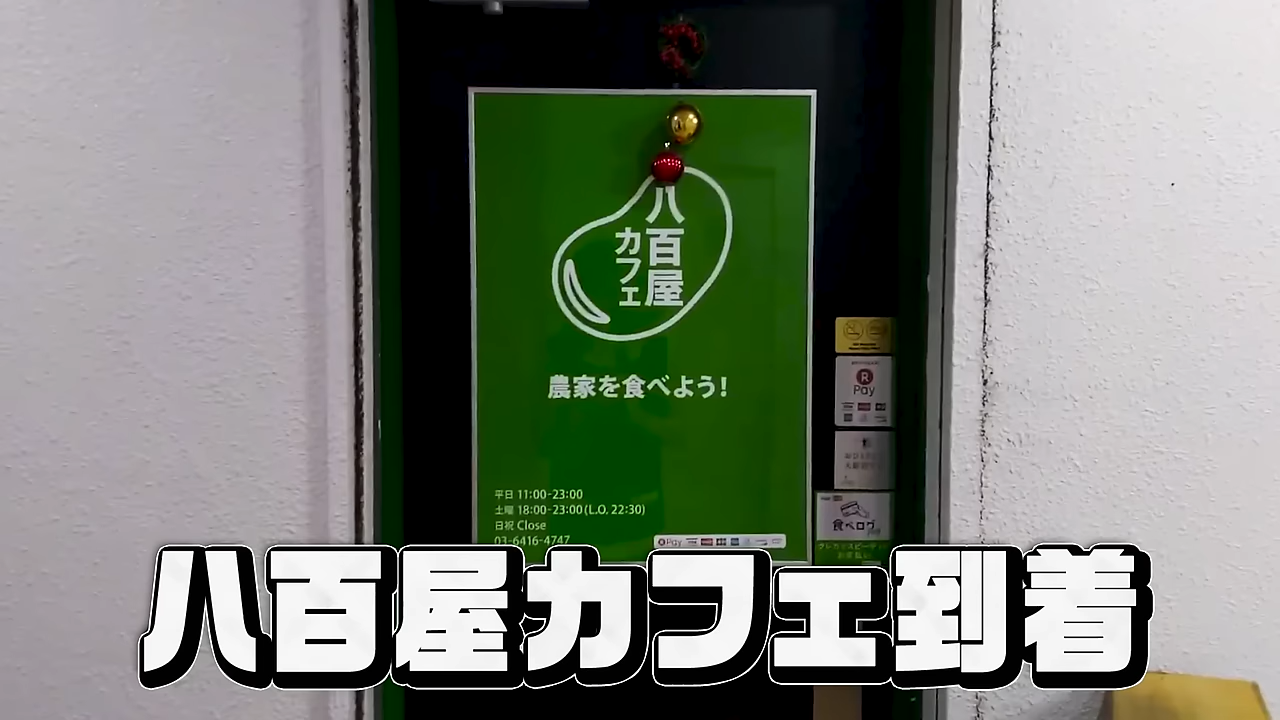 八百屋
カフェ
農家を食べよう!
平日 11:00-23:00
土曜 18:00-23:00(L.O. 22:30)
日祝 Close
03-6416-4747
R Pay
R
Pay
食べログ
八百屋カフェ到着